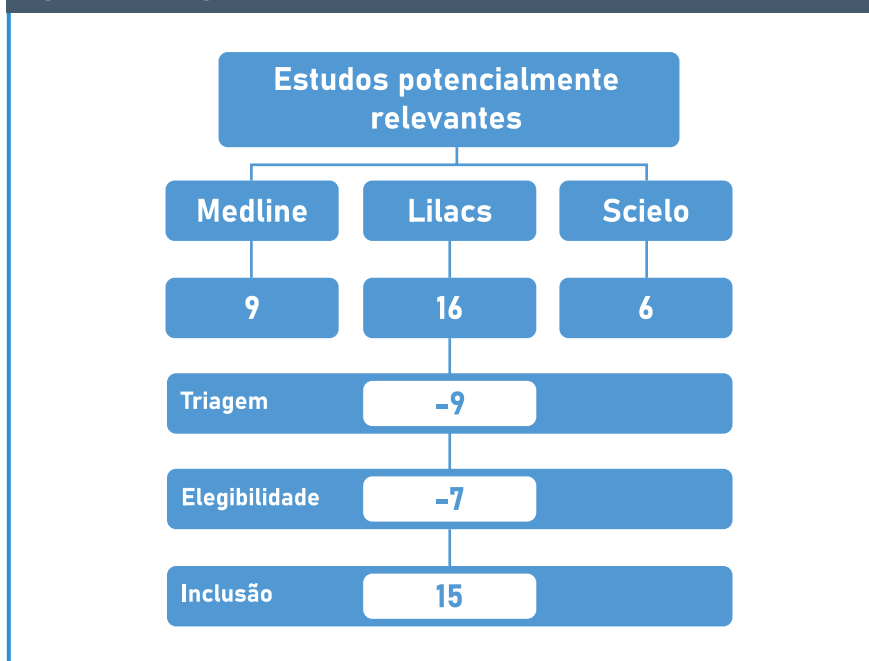 Estudos potencialmente
relevantes
Medline
Lilacs
Scielo
9
16
6
Triagem
-9
Elegibilidade
-7
Inclusão
15